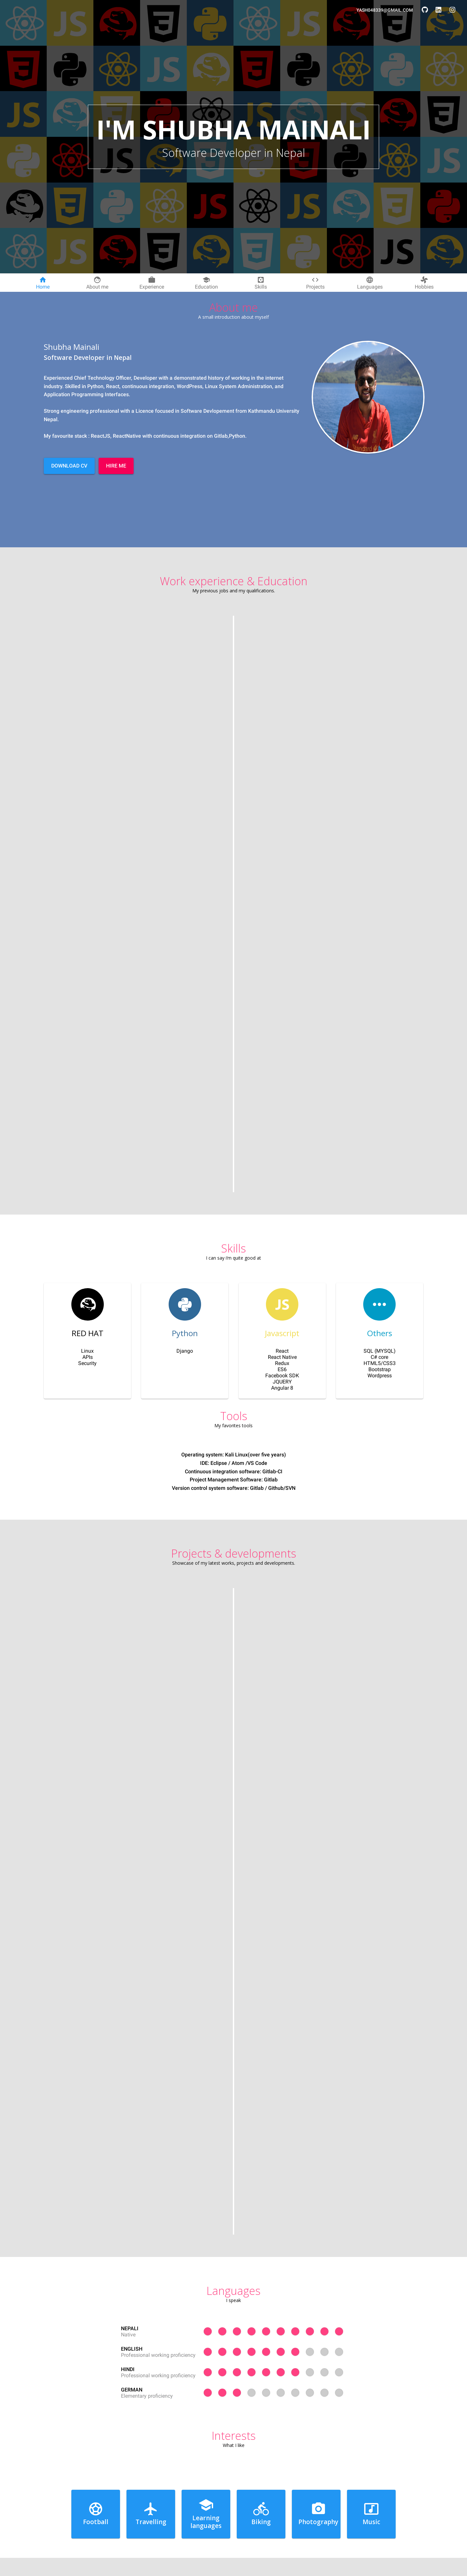 YASH048339@GMAIL.COM
I'M SHUBHA MAINALI
Software Developer in Nepal
Home
About me
Experience
Education
Skills
Projects
Languages
Hobbies
About me
A small introduction about myself
Shubha Mainali
Software Developer in Nepal
Experienced Chief Technology Officer, Developer with a demonstrated history of working in the internet
industry. Skilled in Python, React, continuous integration, WordPress, Linux System Administration, and
Application Programming Interfaces.
Strong engineering professional with a Licence focused in Software Devlopement from Kathmandu University
Nepal.
My favourite stack : ReactJS, ReactNative with continuous integration on Gitlab,Python.
DOWNLOAD CV
HIRE ME
Work experience & Education
My previous jobs and my qualifications.
Skills
I can say i'm quite good at
RED HAT
Linux
APIs
Security
Python
Django
JS
Javascript
React
React Native
Redux
ES6
Facebook SDK
JQUERY
Angular 8
Others
SQL (MYSQL)
C# core
HTML5/CSS3
Bootstrap
Wordpress
Tools
My favorites tools
Operating system: Kali Linux(over five years)
IDE: Eclipse / Atom /VS Code
Continuous integration software: Gitlab-CI
Project Management Software: Gitlab
Version control system software: Gitlab / Github/SVN
Projects & developments
Showcase of my latest works, projects and developments.
Languages
I speak
NEPALI
Native
ENGLISH
Professional working proficiency
HINDI
Professional working proficiency
GERMAN
Elementary proficiency
Interests
What I like
Football
Travelling
Learning
languages
Biking
Photography
Music